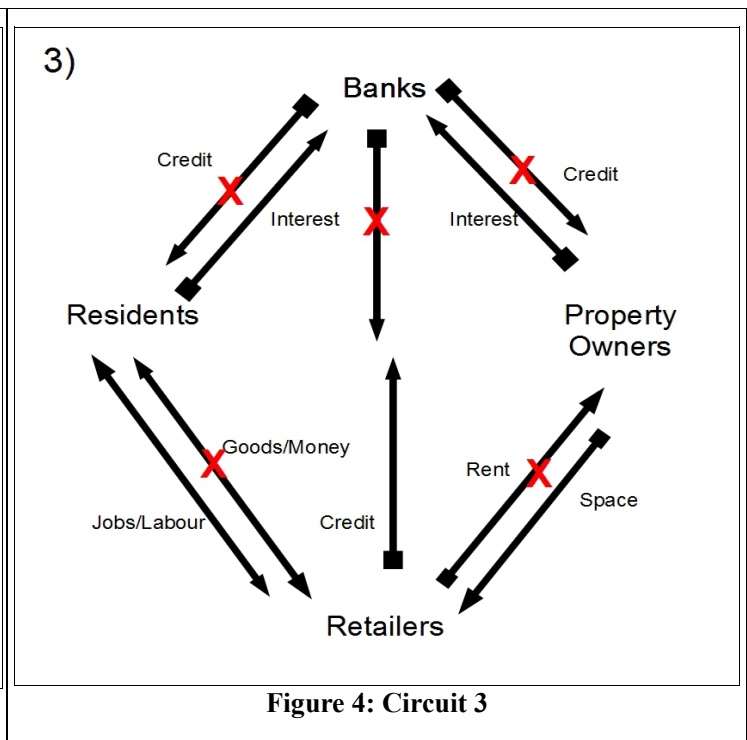 3)
Banks
Credit
Credit
Interest
Interest
Residents
Property
Owners
Goods/Money
Rent
Space
Jobs/Labour
Credit
Retailers
X
X
X
X
X
Figure 4: Circuit 3